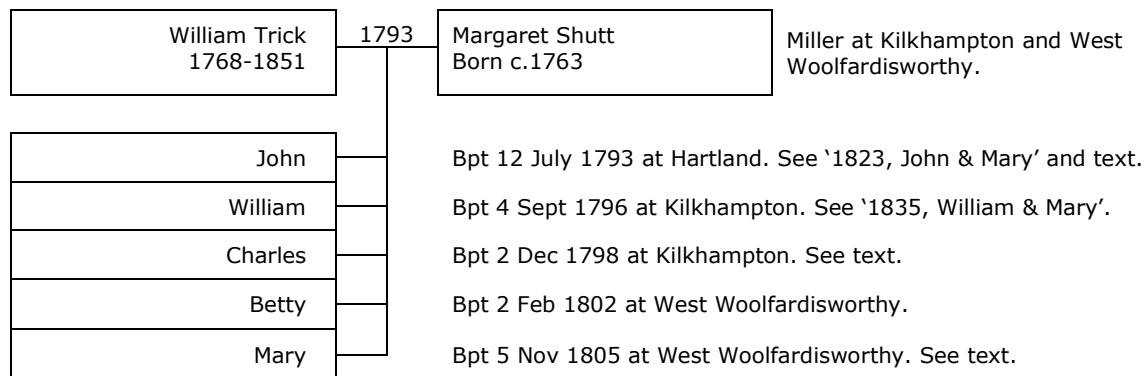 William Trick
1768-1851
1793
Margaret Shutt
Born c.1763
Miller at Kilkhampton and West
Woolfardisworthy.
John
Bpt 12 July 1793 at Hartland. See ‘1823, John & Mary’ and text.
William
Bpt 4 Sept 1796 at Kilkhampton. See ‘1835, William & Mary’.
Charles
Bpt 2 Dec 1798 at Kilkhampton. See text.
Betty
Bpt 2 Feb 1802 at West Woolfardisworthy.
Mary
Bpt 5 Nov 1805 at West Woolfardisworthy. See text.